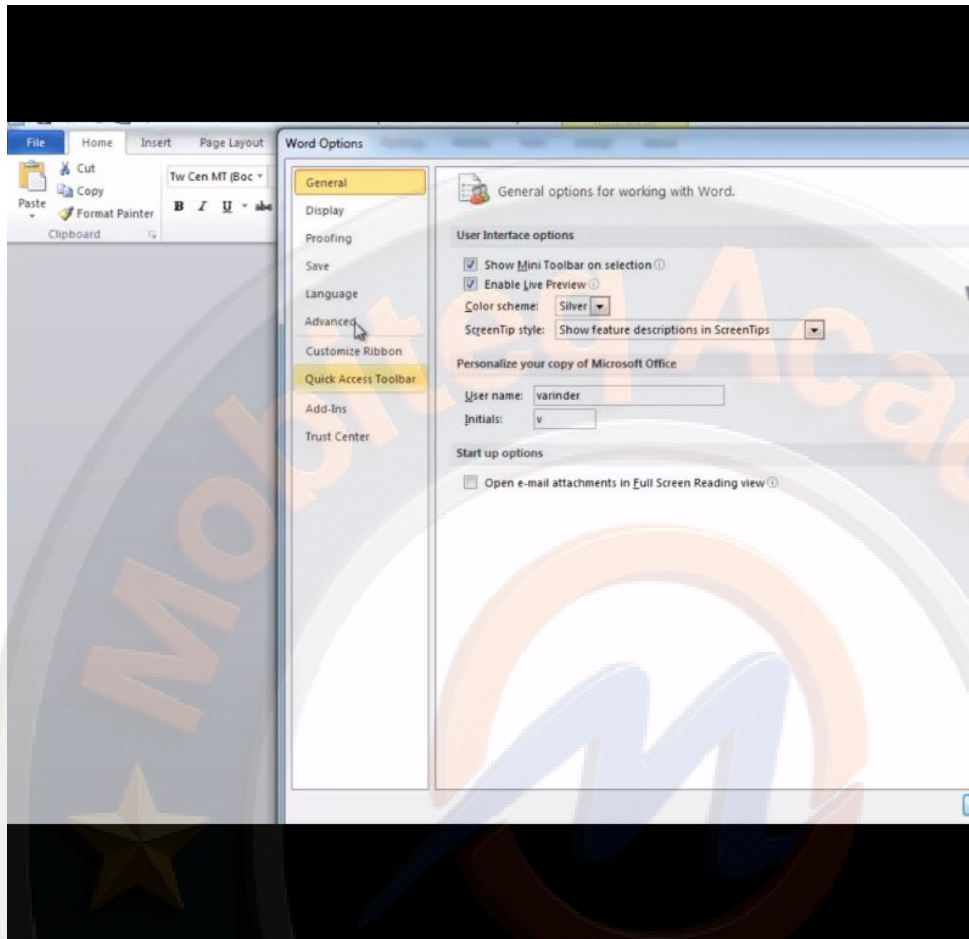 File Home Insert Page Layout
Cut
Copy
Paste
Format Painter
Clipboard
Tw Cen MT (Boc
B I U abe
Word Options
General
Display
Proofing
Save
Language
Advanced
Customize Ribbon
Quick Access Toolbar
Add-Ins
Trust Center
General options for working with Word.
User Interface options
Show Mini Toolbar on selection
Enable Live Preview
Color scheme: Silver
ScreenTip style: Show feature descriptions in ScreenTips
Personalize your copy of Microsoft Office
User name: varinder
Initials: v
Start up options
Open e-mail attachments in Full Screen Reading view
Mobiteq Aca